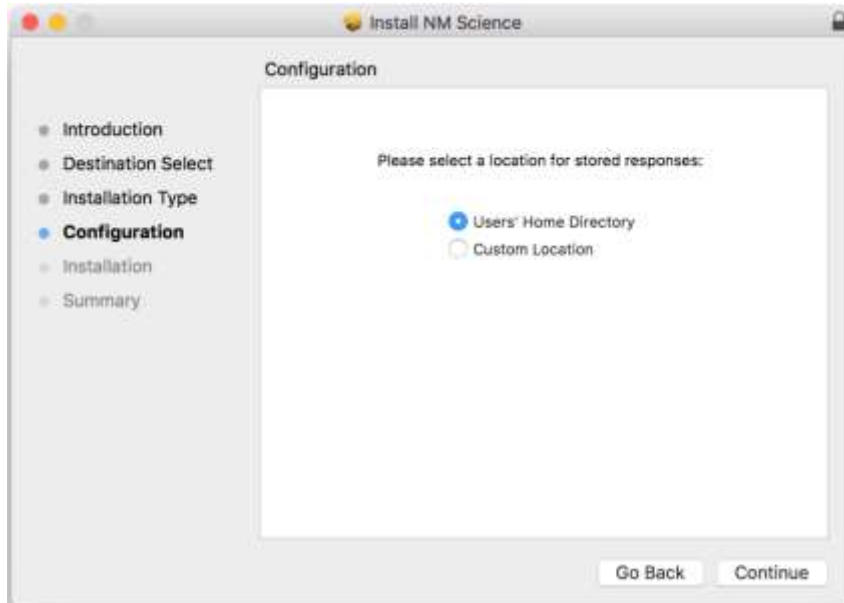 Install NM Science
Configuration
Introduction
Destination Select
Installation Type
Configuration
Installation
Summary
Please select a location for stored responses:
Users' Home Directory
Custom Location
Go Back
Continue